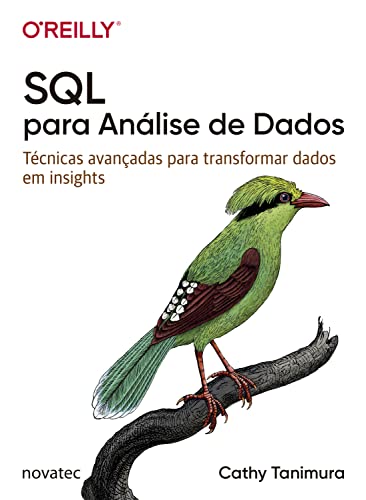 O'REILLY®
SQL
para Análise de Dados
Técnicas avançadas para transformar dados
em insights
novatec
Cathy Tanimura